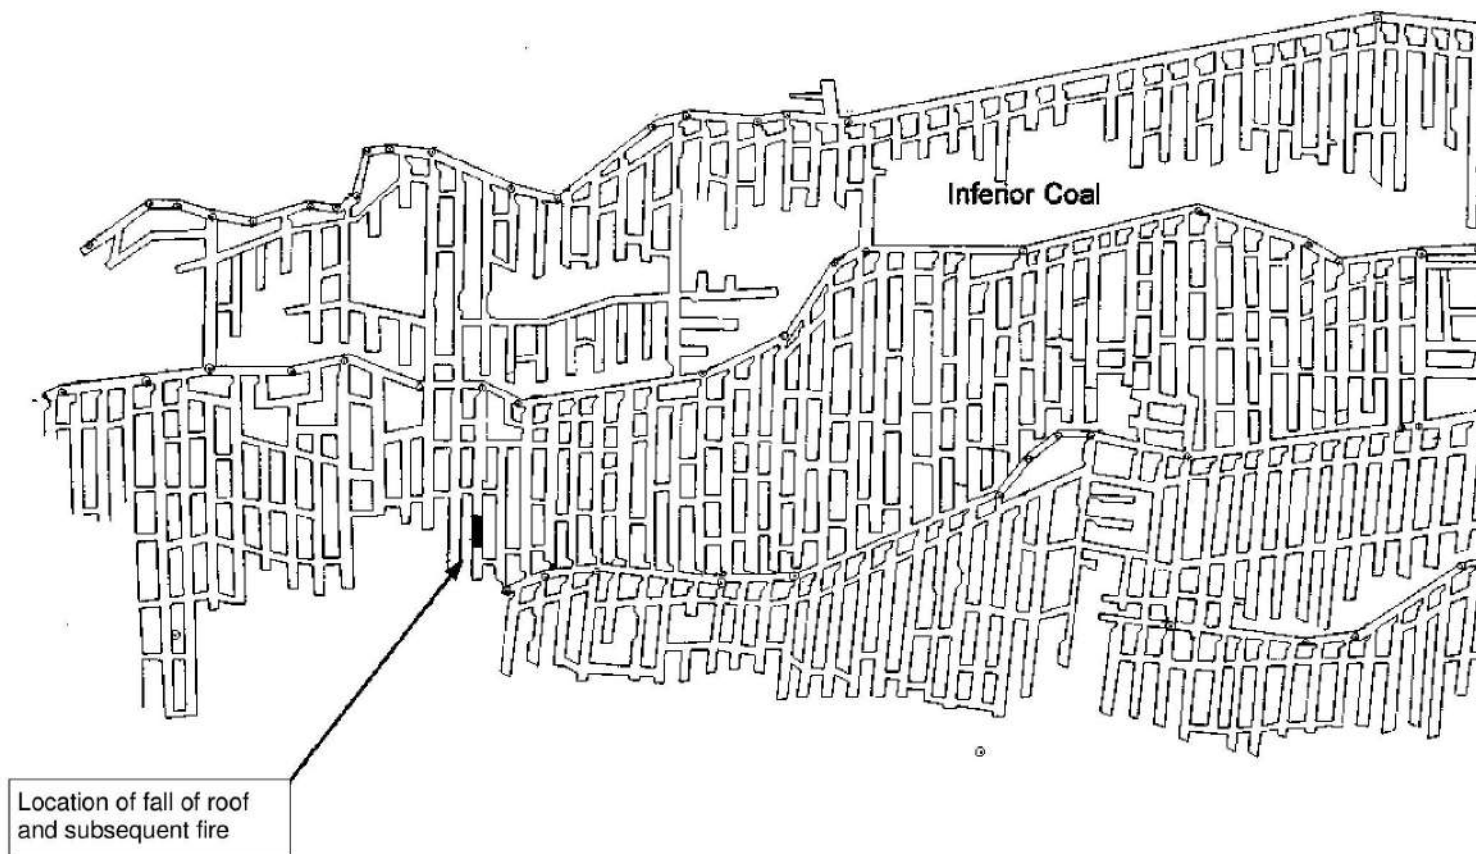 Inferior Coal
Location of fall of roof
and subsequent fire